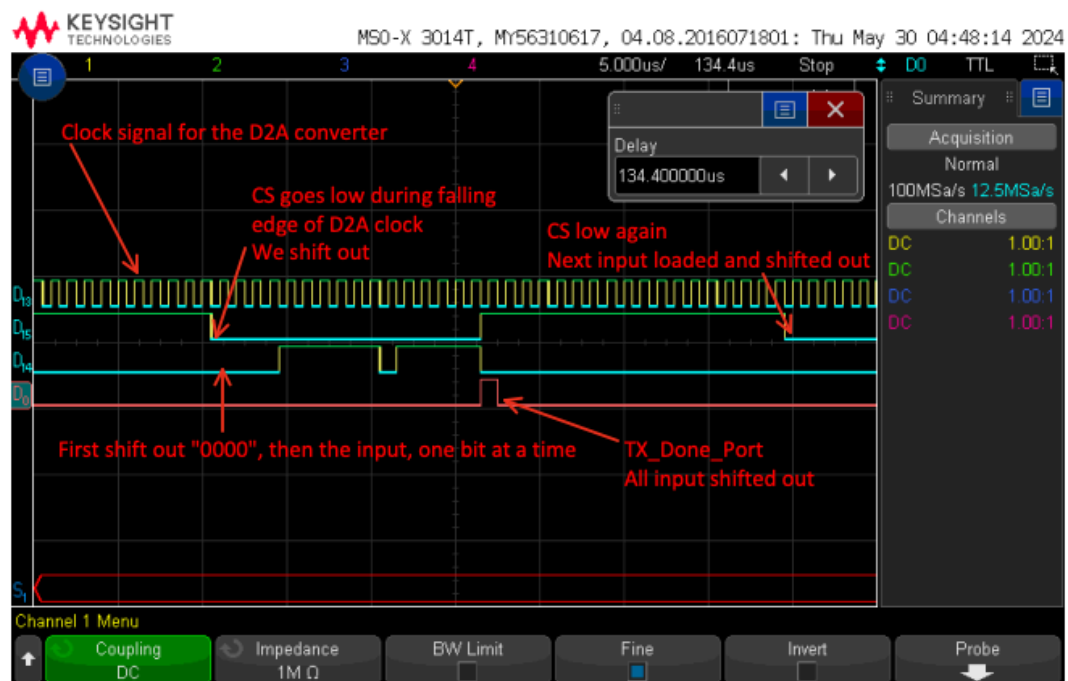 KEYSIGHT
TECHNOLOGIES
MSO-X 3014T, MY56310617, 04.08.2016071801: Thu May 30 04:48:14 2024
1 2 3 4 5.000us/ 134.4us Stop D0 TTL
Summary
Acquisition
Normal
100MSa/s 12.5MSa/s
Channels
DC 1.00:1
DC 1.00:1
DC 1.00:1
DC 1.00:1
Delay
134.400000us
Clock signal for the D2A converter
CS goes low during falling
edge of D2A clock
We shift out
CS low again
Next input loaded and shifted out
D13
D15
D14
D0
First shift out "0000", then the input, one bit at a time
TX_Done_Port
All input shifted out
S1
Channel 1 Menu
Coupling
DC
Impedance
1M Ω
BW Limit
Fine
Invert
Probe